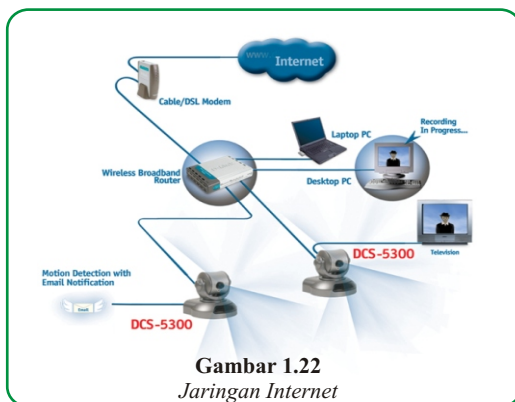 www. Internet
Cable/DSL Modem
Recording
In Progress...
Laptop PC
Wireless Broadband
Router
Desktop PC
Television
DCS-5300
Motion Detection with
Email Notification
DCS-5300
Gambar 1.22
Jaringan Internet